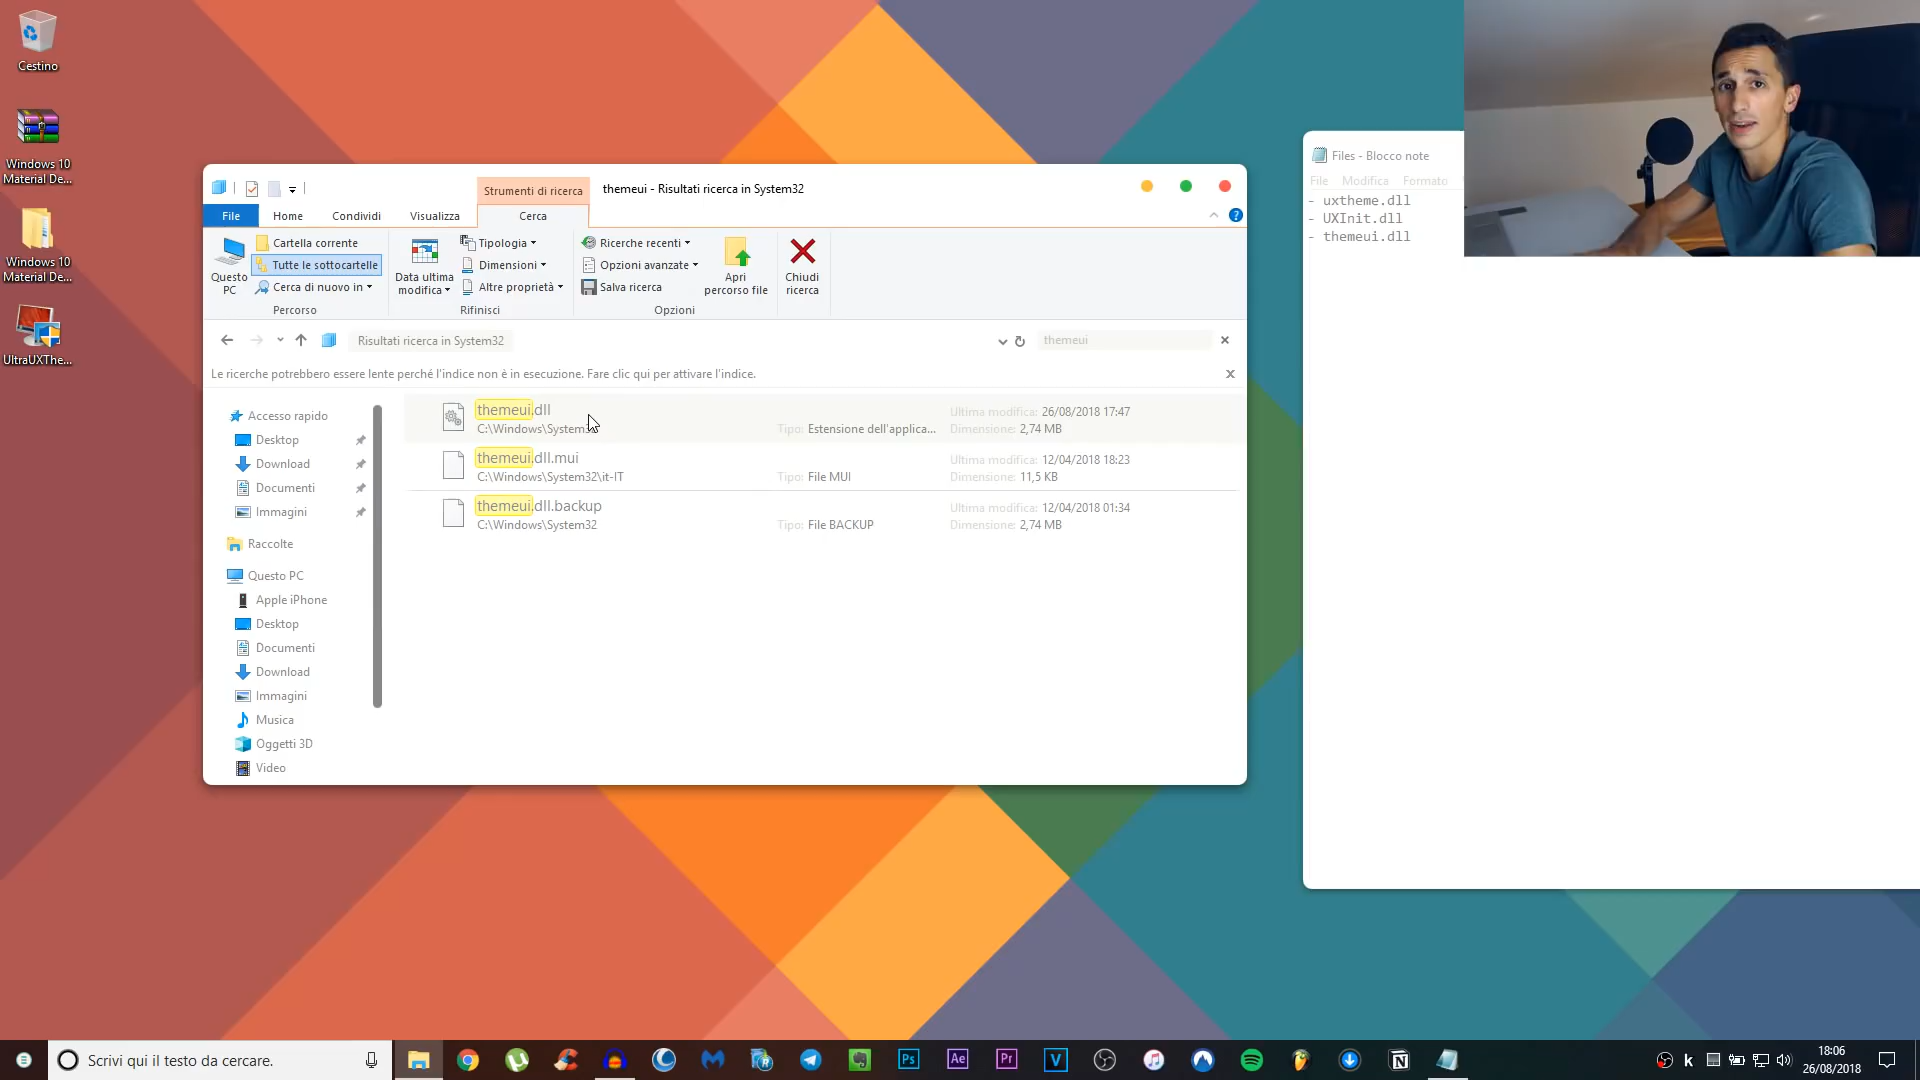 Cestino
Windows 10
Material De...
Windows 10
Material De...
UltraUXThe...
themeui - Risultati ricerca in System32
Strumenti di ricerca
File
Home
Condividi
Visualizza
Cerca
Questo
PC
Cartella corrente
Tutte le sottocartelle
Cerca di nuovo in
Percorso
Data ultima
modifica
Tipologia
Dimensioni
Altre proprietà
Rifinisci
Ricerche recenti
Opzioni avanzate
Salva ricerca
Apri
percorso file
Opzioni
Chiudi
ricerca
Risultati ricerca in System32
themeui
Le ricerche potrebbero essere lente perché l'indice non è in esecuzione. Fare clic qui per attivare l'indice.
Accesso rapido
Desktop
Download
Documenti
Immagini
Raccolte
Questo PC
Apple iPhone
Desktop
Documenti
Download
Immagini
Musica
Oggetti 3D
Video
themeui.dll
C:\Windows\System32
Tipo: Estensione dell'applica...
Ultima modifica: 26/08/2018 17:47
Dimensione: 2,74 MB
themeui.dll.mui
C:\Windows\System32\it-IT
Tipo: File MUI
Ultima modifica: 12/04/2018 18:23
Dimensione: 11,5 KB
themeui.dll.backup
C:\Windows\System32
Tipo: File BACKUP
Ultima modifica: 12/04/2018 01:34
Dimensione: 2,74 MB
Files - Blocco note
File Modifica Formato
- uxtheme.dll
- UXInit.dll
- themeui.dll
Scrivi qui il testo da cercare.
Ps
Ae
Pr
V
N
k
18:06
26/08/2018